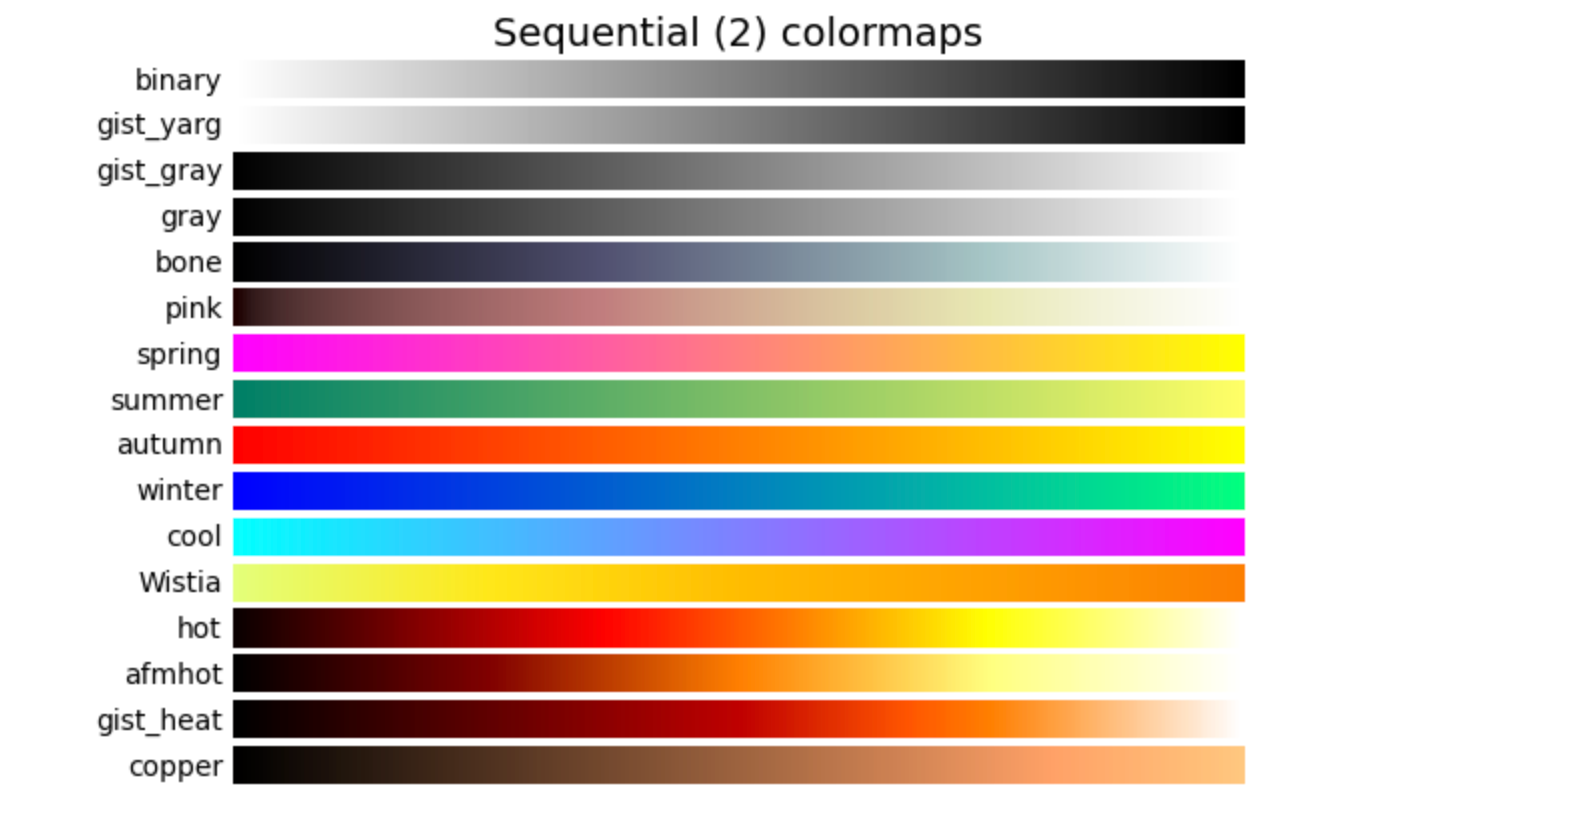 Sequential (2) colormaps
binary
gist_yarg
gist_gray
gray
bone
pink
spring
summer
autumn
winter
cool
Wistia
hot
afmhot
gist_heat
copper